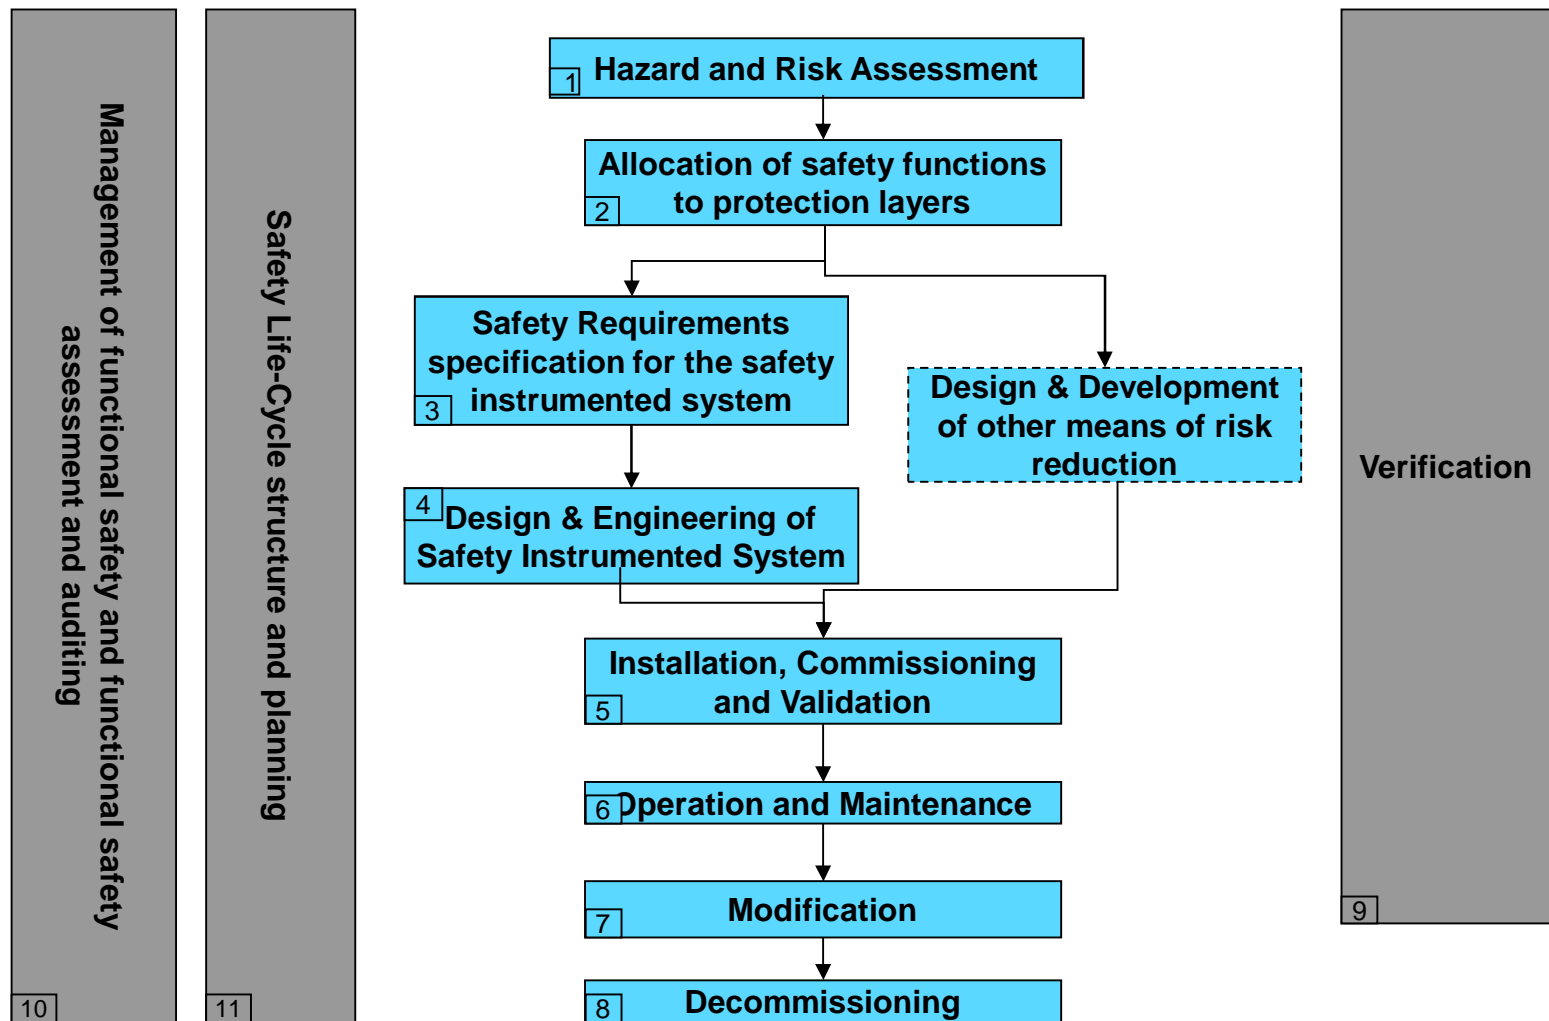 Management of functional safety and functional safety
assessment and auditing
10
Safety Life-Cycle structure and planning
11
Hazard and Risk Assessment
1
Allocation of safety functions
to protection layers
2
Safety Requirements
specification for the safety
instrumented system
3
Design & Development
of other means of risk
reduction
4
Design & Engineering of
Safety Instrumented System
Installation, Commissioning
and Validation
5
Operation and Maintenance
6
Modification
7
Decommissioning
8
Verification
9